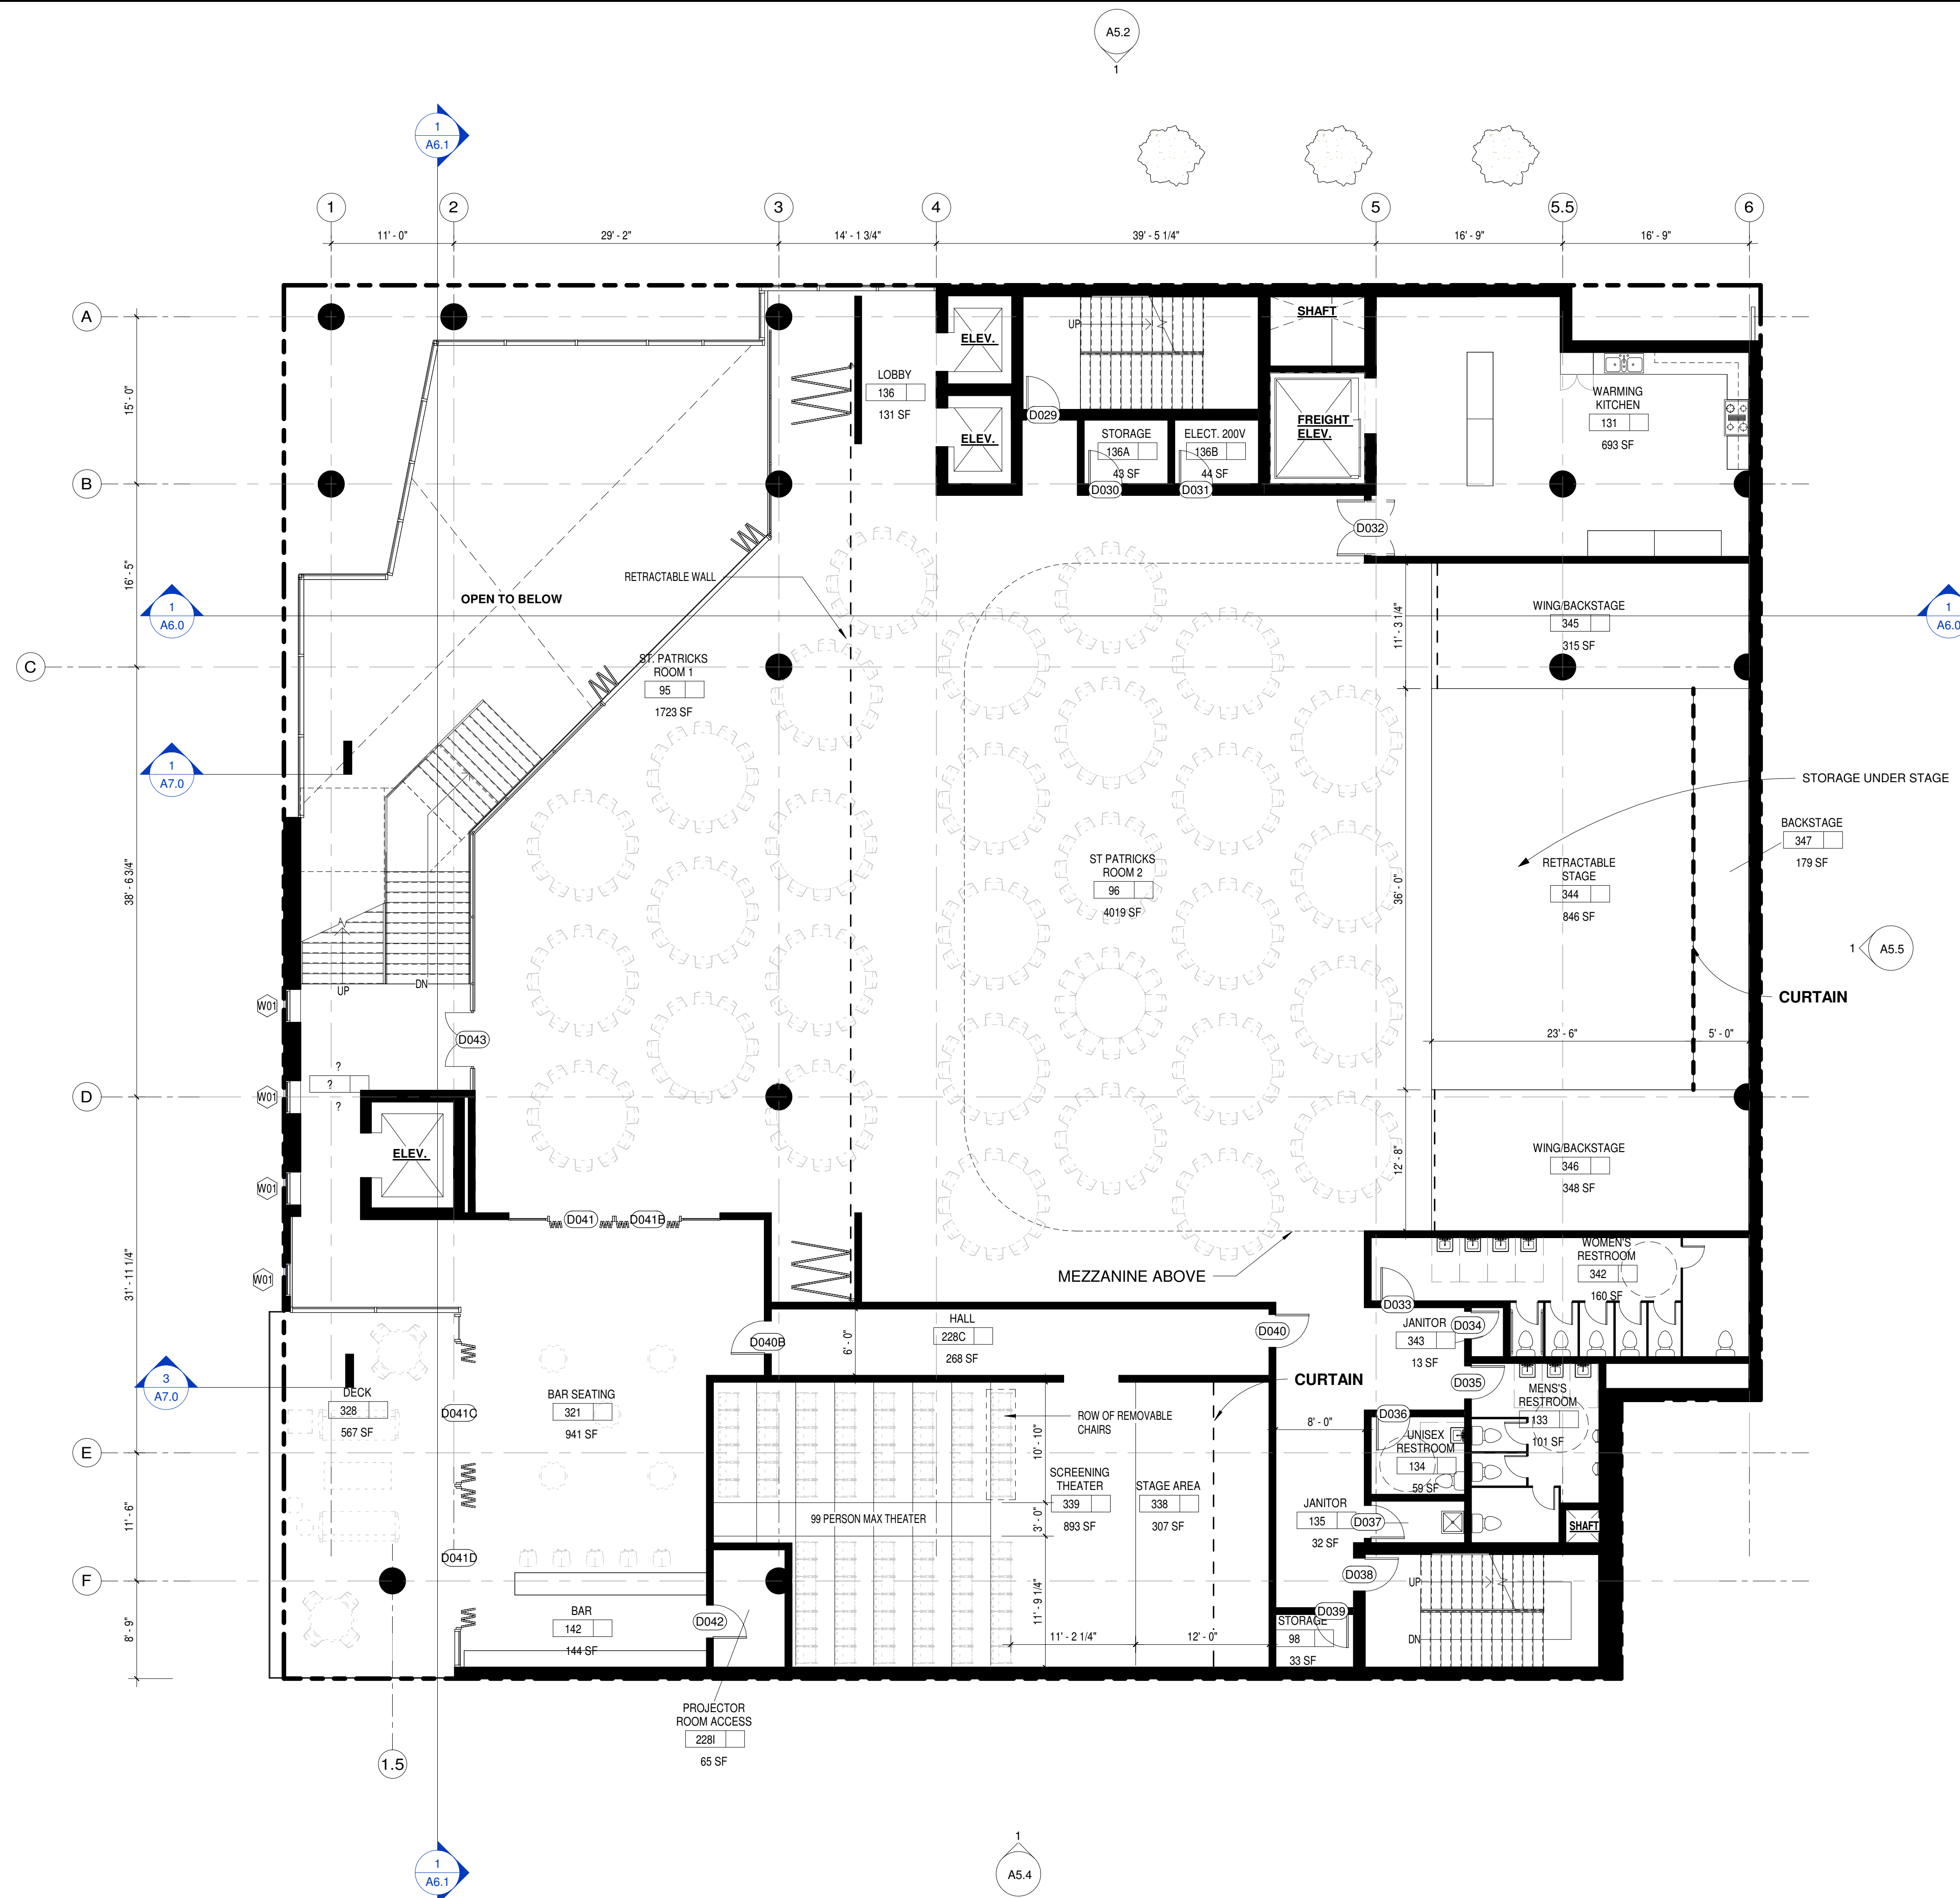 A5.2
1
1
A6.1
1
2
3
4
5
5.5
6
11' - 0"
29' - 2"
14' - 1 3/4"
39' - 5 1/4"
16' - 9"
16' - 9"
A
B
C
D
E
F
15' - 0"
16' - 5"
38' - 6 3/4"
31' - 11 1/4"
11' - 6"
8' - 9"
LOBBY
136
131 SF
ELEV.
ELEV.
UP
D029
SHAFT
FREIGHT
ELEV.
STORAGE
136A
43 SF
D030
ELECT. 200V
136B
44 SF
D031
D032
WARMING
KITCHEN
131
693 SF
RETRACTABLE WALL
OPEN TO BELOW
1
A6.0
1
A6.0
ST. PATRICKS
ROOM 1
95
1723 SF
WING/BACKSTAGE
345
315 SF
11' - 3 1/4"
1
A7.0
STORAGE UNDER STAGE
BACKSTAGE
347
179 SF
ST PATRICKS
ROOM 2
96
4019 SF
RETRACTABLE
STAGE
344
846 SF
36' - 0"
1
A5.5
CURTAIN
23' - 6"
5' - 0"
UP
DN
W01
D043
?
?
?
W01
ELEV.
W01
12' - 8"
WING/BACKSTAGE
346
348 SF
D041
D041B
W01
MEZZANINE ABOVE
WOMEN'S
RESTROOM
342
160 SF
D033
JANITOR
343
13 SF
D034
HALL
228C
268 SF
6' - 0"
D040B
D040
3
A7.0
DECK
328
567 SF
D041C
BAR SEATING
321
941 SF
CURTAIN
D035
MENS'S
RESTROOM
133
101 SF
ROW OF REMOVABLE
CHAIRS
10' - 10"
8' - 0"
D036
UNISEX
RESTROOM
134
59 SF
SCREENING
THEATER
339
893 SF
STAGE AREA
338
307 SF
99 PERSON MAX THEATER
3' - 0"
JANITOR
135
32 SF
D037
SHAFT
D041D
D038
UP
11' - 9 1/4"
BAR
142
144 SF
D042
D039
STORAGE
98
33 SF
11' - 2 1/4"
12' - 0"
DN
PROJECTOR
ROOM ACCESS
228I
65 SF
1.5
1
A6.1
1
A5.4